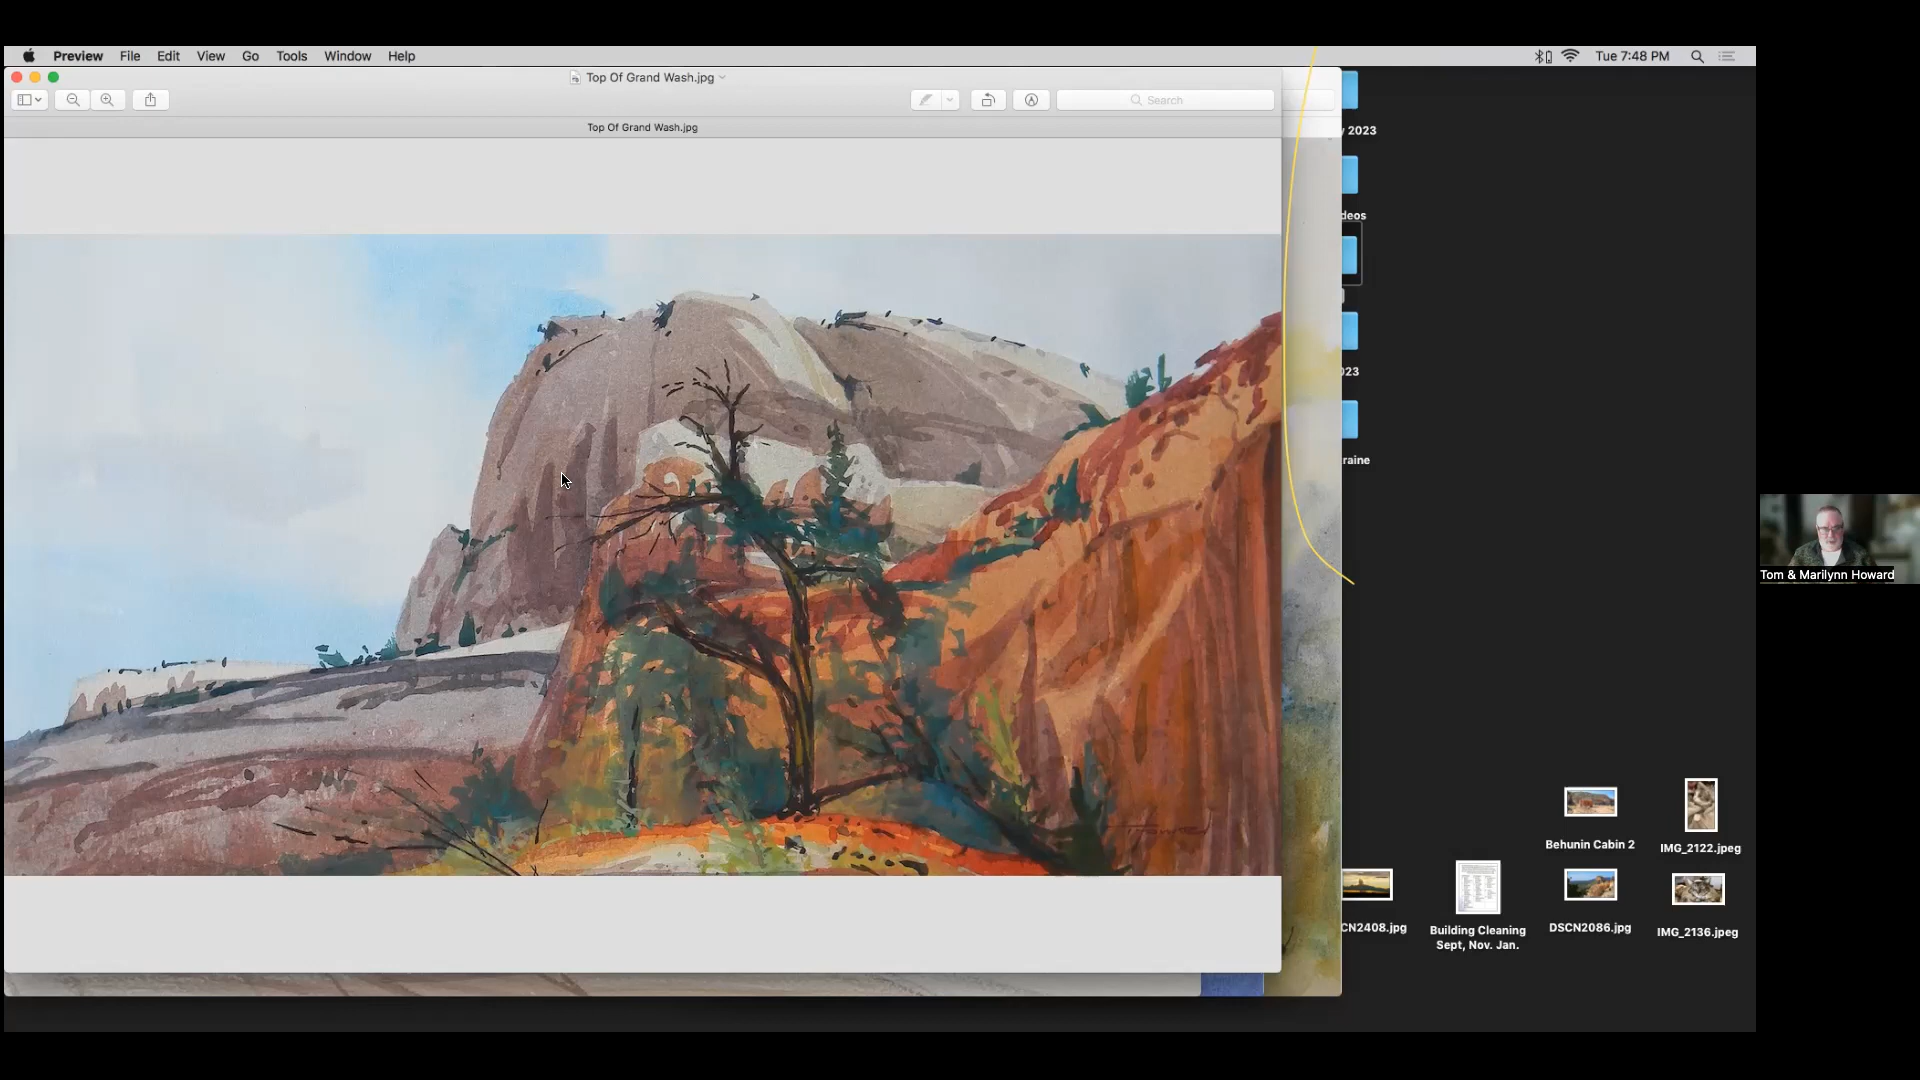 Preview File Edit View Go Tools Window Help
Tue 7:48 PM
Top Of Grand Wash.jpg
Search
Top Of Grand Wash.jpg
2023
deos
023
raine
Tom & Marilynn Howard
Behunin Cabin 2
IMG_2122.jpeg
CN2408.jpg
Building Cleaning
Sept, Nov. Jan.
DSCN2086.jpg
IMG_2136.jpeg